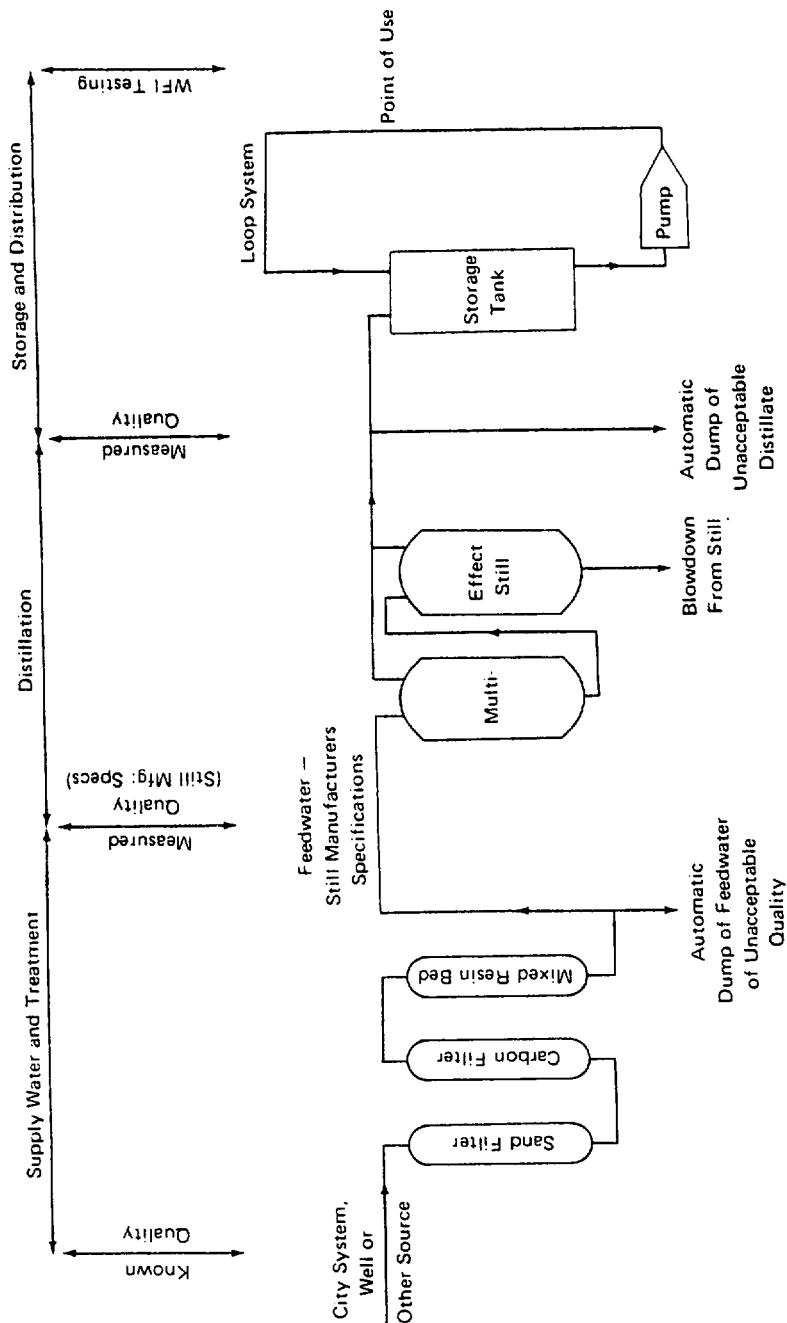 Supply Water and Treatment
Distillation
Storage and Distribution
Known
Quality
Measured
Quality
(Still Mfg: Specs)
Measured
Quality
WFI Testing
City System,
Well or
Other Source
Sand Filter
Carbon Filter
Mixed Resin Bed
Automatic
Dump of Feedwater
of Unacceptable
Quality
Feedwater —
Still Manufacturers
Specifications
Multi-
Effect
Still
Blowdown
From Still
Automatic
Dump of
Unacceptable
Distillate
Storage
Tank
Loop System
Pump
Point of Use